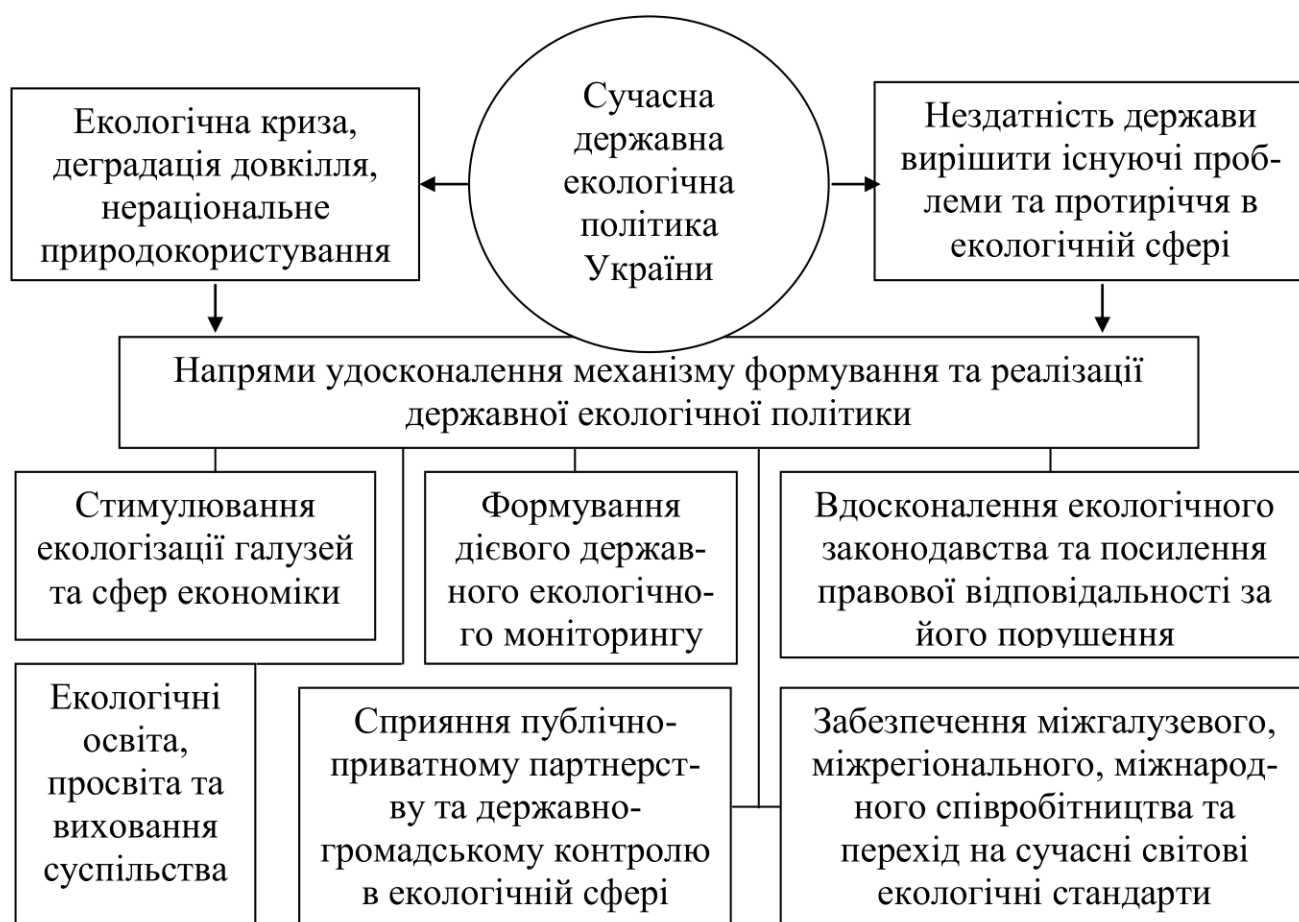 Сучасна
державна
екологічна
політика
України
Екологічна криза,
деградація довкілля,
нераціональне
природокористування
Нездатність держави
вирішити існуючі проб-
леми та протиріччя в
екологічній сфері
Напрями удосконалення механізму формування та реалізації
державної екологічної політики
Стимулювання
екологізації галузей
та сфер економіки
Формування
дієвого держав-
ного екологічно-
го моніторингу
Вдосконалення екологічного
законодавства та посилення
правової відповідальності за
його порушення
Екологічні
освіта,
просвіта та
виховання
суспільства
Сприяння публічно-
приватному партнерст-
ву та державно-
громадському контролю
в екологічній сфері
Забезпечення міжгалузевого,
міжрегіонального, міжнарод-
ного співробітництва та
перехід на сучасні світові
екологічні стандарти